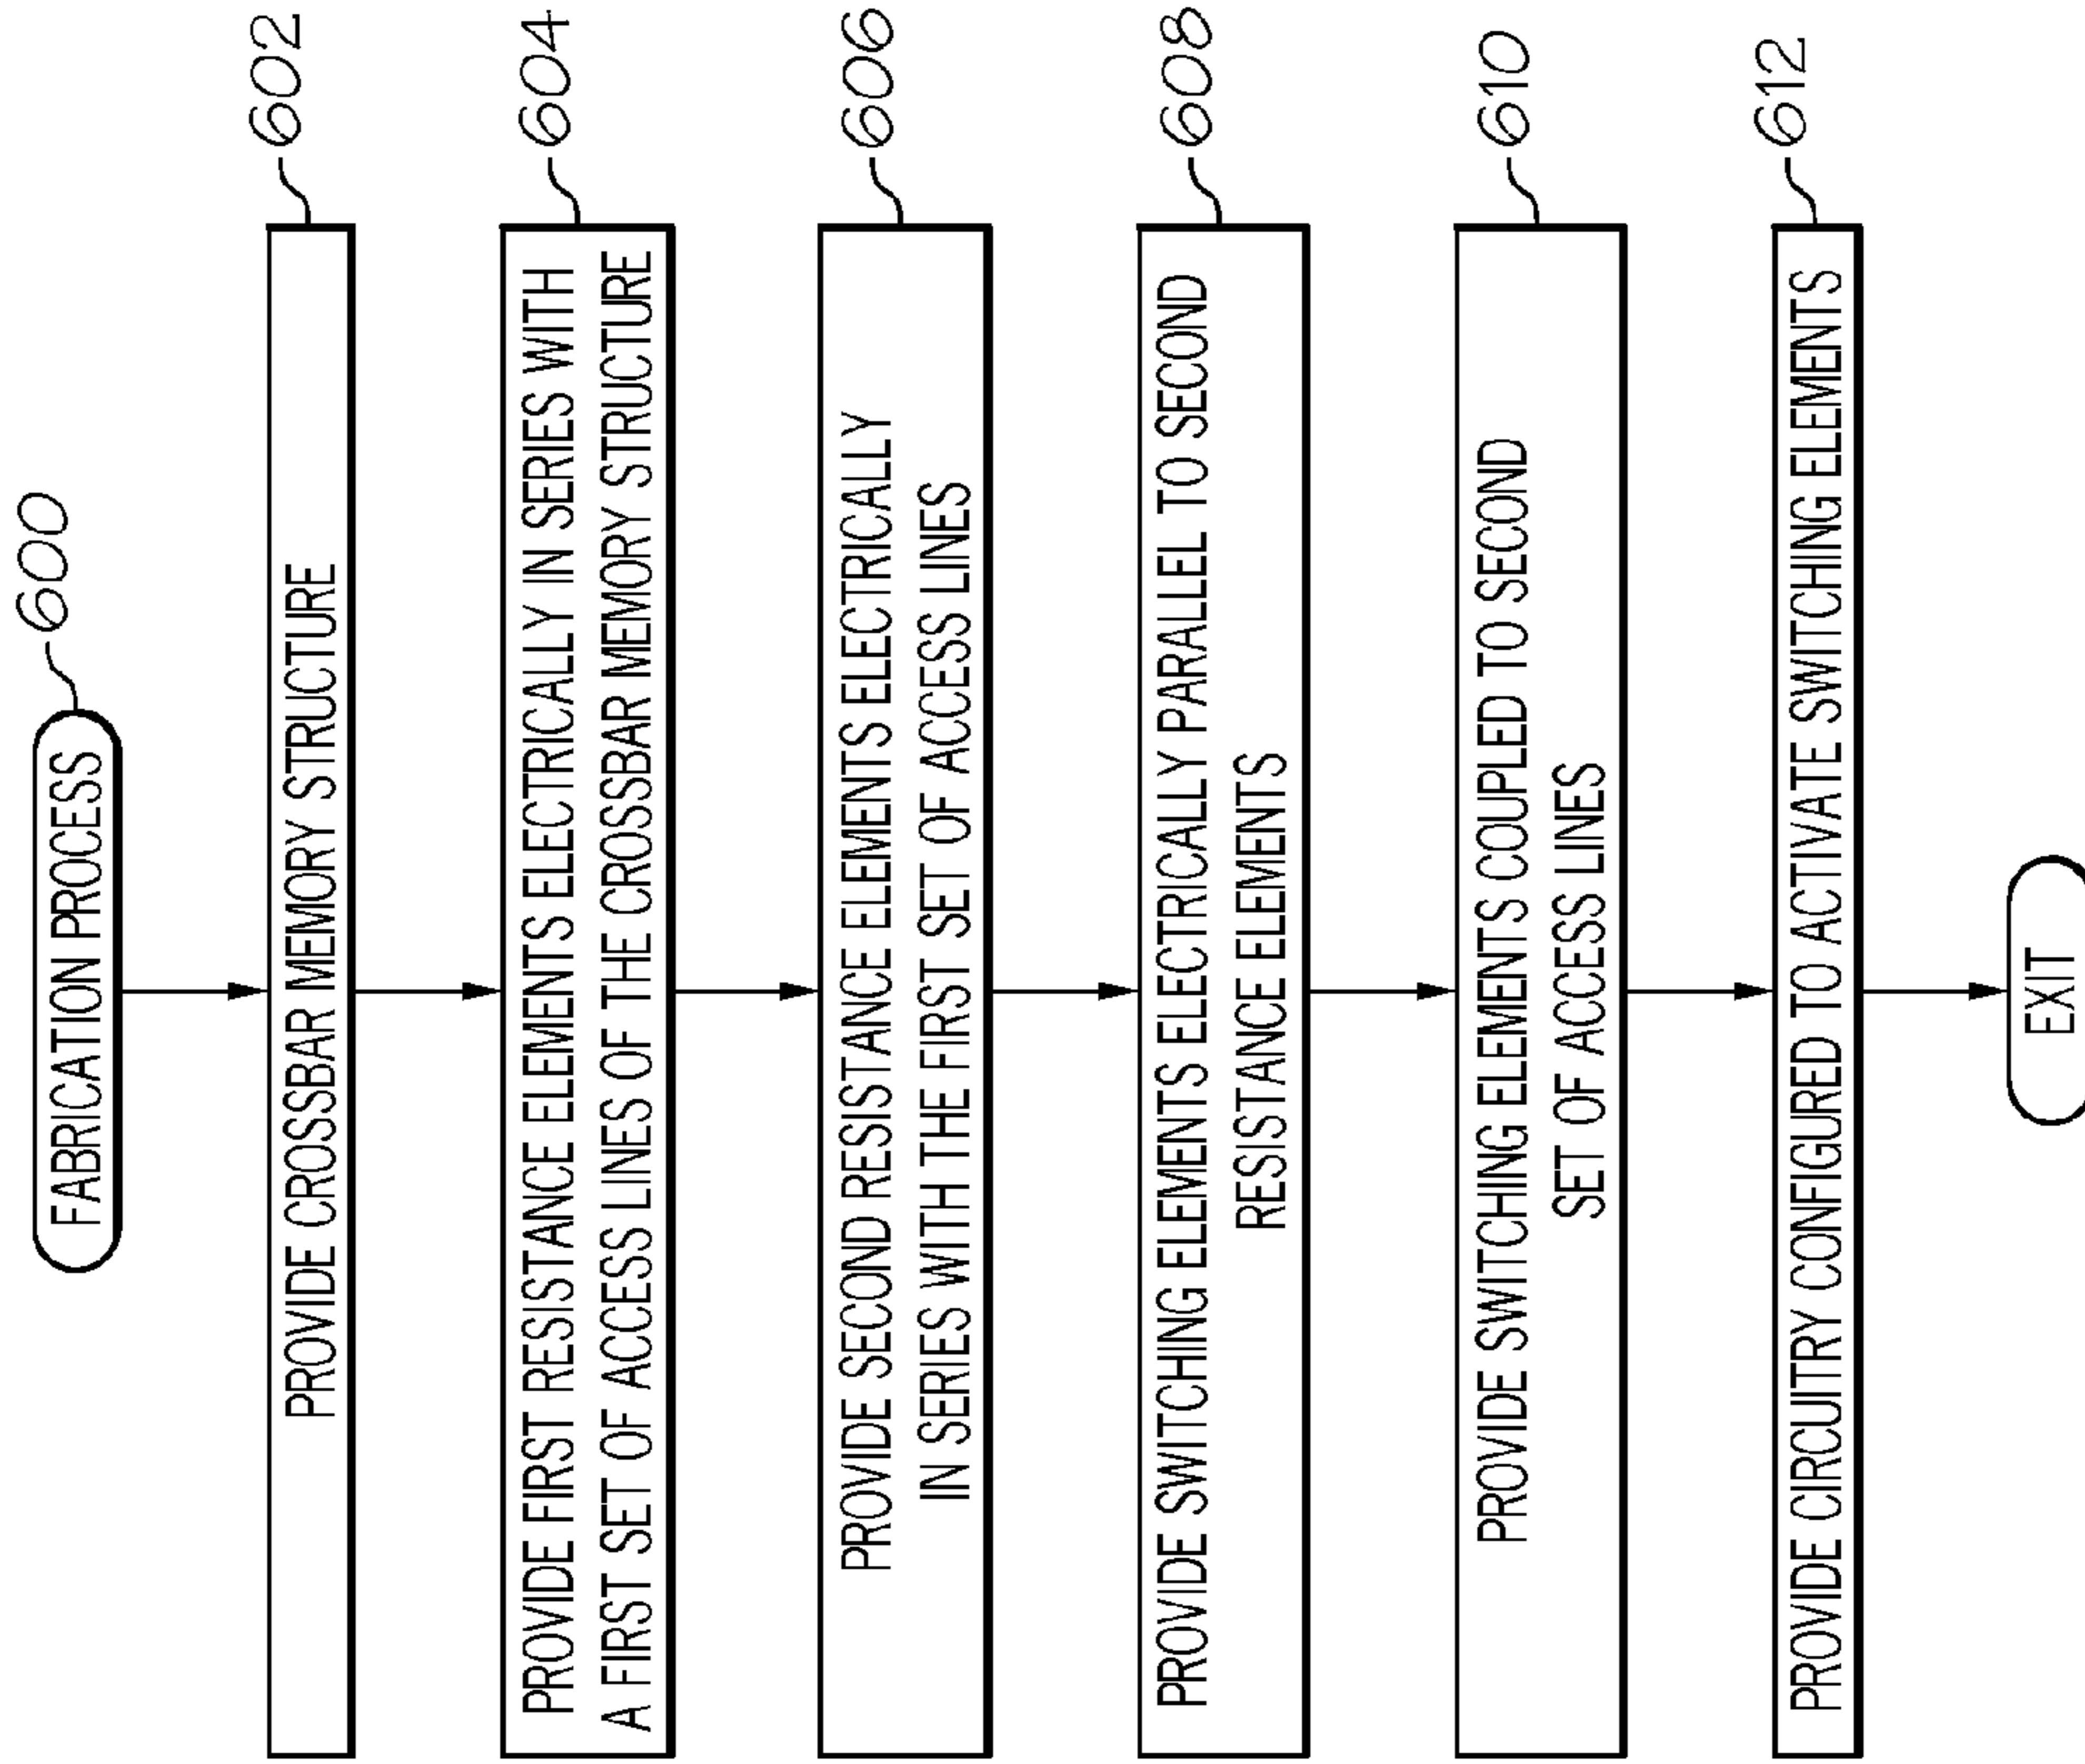 600
FABRICATION PROCESS
602
PROVIDE CROSSBAR MEMORY STRUCTURE
604
PROVIDE FIRST RESISTANCE ELEMENTS ELECTRICALLY IN SERIES WITH
A FIRST SET OF ACCESS LINES OF THE CROSSBAR MEMORY STRUCTURE
606
PROVIDE SECOND RESISTANCE ELEMENTS ELECTRICALLY
IN SERIES WITH THE FIRST SET OF ACCESS LINES
608
PROVIDE SWITCHING ELEMENTS ELECTRICALLY PARALLEL TO SECOND
RESISTANCE ELEMENTS
610
PROVIDE SWITCHING ELEMENTS COUPLED TO SECOND
SET OF ACCESS LINES
612
PROVIDE CIRCUITRY CONFIGURED TO ACTIVATE SWITCHING ELEMENTS
EXIT